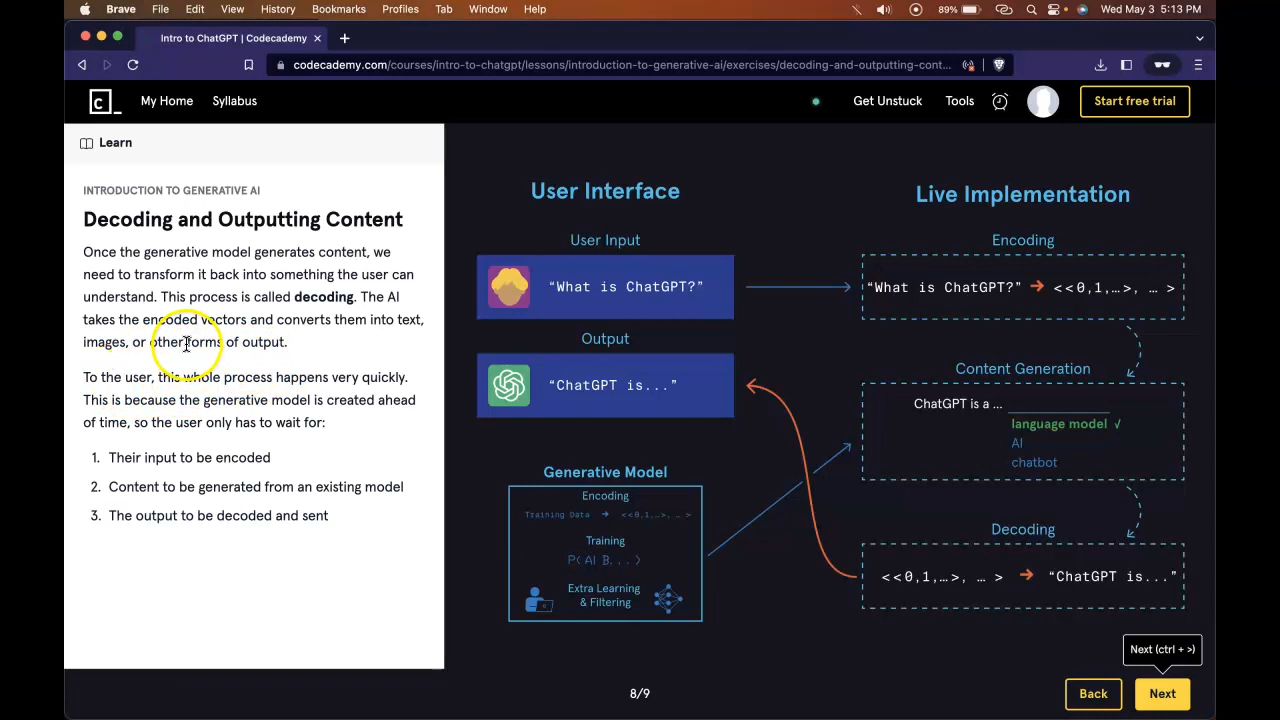 Brave File Edit View History Bookmarks Profiles Tab Window Help 89% Wed May 3 5:13 PM
Intro to ChatGPT | Codecademy
codecademy.com/courses/intro-to-chatgpt/lessons/introduction-to-generative-ai/exercises/decoding-and-outputting-cont...
c_ My Home Syllabus Get Unstuck Tools Start free trial
Learn
INTRODUCTION TO GENERATIVE AI
Decoding and Outputting Content
Once the generative model generates content, we
need to transform it back into something the user can
understand. This process is called decoding. The AI
takes the encoded vectors and converts them into text,
images, or other forms of output.
To the user, this whole process happens very quickly.
This is because the generative model is created ahead
of time, so the user only has to wait for:
1. Their input to be encoded
2. Content to be generated from an existing model
3. The output to be decoded and sent
User Interface
User Input
"What is ChatGPT?"
Output
"ChatGPT is..."
Generative Model
Encoding
Training Data → <<0,1,…>, … >
Training
P( A| B. . . )
Extra Learning
& Filtering
Live Implementation
Encoding
"What is ChatGPT?" → <<0,1,…>, … >
Content Generation
ChatGPT is a ...
language model √
AI
chatbot
Decoding
<<0,1,…>, … > → "ChatGPT is..."
Next (ctrl + >)
8/9
Back
Next